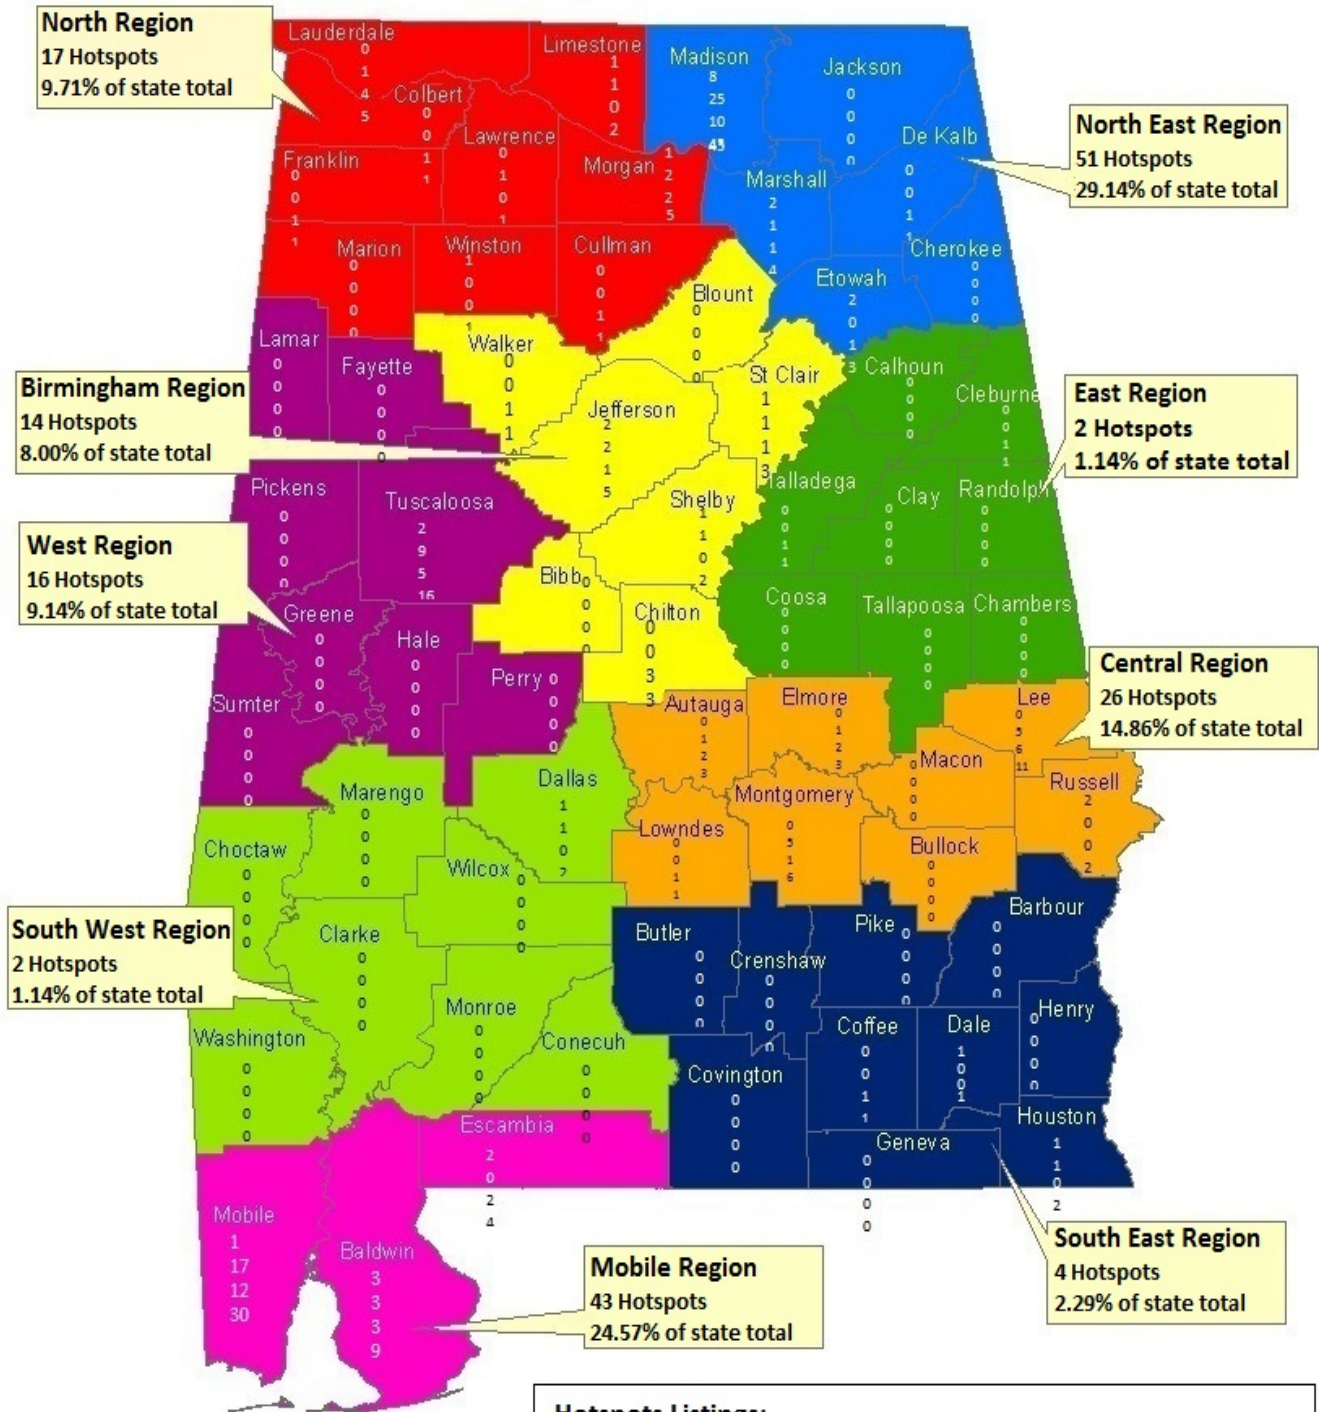 North Region
17 Hotspots
9.71% of state total
Lauderdale
0
1
4
5
Colbert
0
0
1
1
Limestone
1
1
0
2
Madison
8
25
10
43
Jackson
0
0
0
0
De Kalb
0
0
1
1
North East Region
51 Hotspots
29.14% of state total
Franklin
0
0
1
1
Lawrence
0
1
0
1
Morgan
1
2
2
5
Marshall
2
1
1
4
Marion
0
0
0
0
Winston
1
0
0
1
Cullman
0
0
1
1
Etowah
2
0
1
3
Cherokee
0
0
0
0
Lamar
0
0
0
0
Fayette
0
0
0
0
Walker
0
0
1
1
Blount
0
0
0
0
St Clair
1
1
1
3
Calhoun
0
0
0
0
Cleburne
0
0
1
1
Birmingham Region
14 Hotspots
8.00% of state total
Jefferson
2
2
1
5
East Region
2 Hotspots
1.14% of state total
Pickens
0
0
0
0
Tuscaloosa
2
9
5
16
Shelby
1
1
0
2
Talladega
0
0
1
1
Clay
0
0
0
0
Randolph
0
0
0
0
West Region
16 Hotspots
9.14% of state total
Greene
0
0
0
0
Hale
0
0
0
0
Bibb
0
0
0
0
Chilton
0
0
3
3
Coosa
0
0
0
0
Tallapoosa
0
0
0
0
Chambers
0
0
0
0
Sumter
0
0
0
0
Perry
0
0
0
0
Autauga
0
1
2
3
Elmore
0
1
2
3
Lee
0
5
6
11
Central Region
26 Hotspots
14.86% of state total
Marengo
0
0
0
0
Dallas
1
1
0
2
Lowndes
0
0
1
1
Montgomery
0
5
1
6
Macon
0
0
0
0
Russell
2
0
0
2
Bullock
0
0
0
0
Choctaw
0
0
0
0
Wilcox
0
0
0
0
South West Region
2 Hotspots
1.14% of state total
Clarke
0
0
0
0
Butler
0
0
0
0
Crenshaw
0
0
0
0
Pike
0
0
0
0
Barbour
0
0
0
0
Washington
0
0
0
0
Monroe
0
0
0
0
Conecuh
0
0
0
0
Covington
0
0
0
0
Coffee
0
0
1
1
Dale
1
0
0
1
Henry
0
0
0
0
Escambia
2
0
2
4
Geneva
0
0
0
0
Houston
1
1
0
2
Mobile
1
17
12
30
Baldwin
3
3
3
9
Mobile Region
43 Hotspots
24.57% of state total
South East Region
4 Hotspots
2.29% of state total
Hotspots Listings: